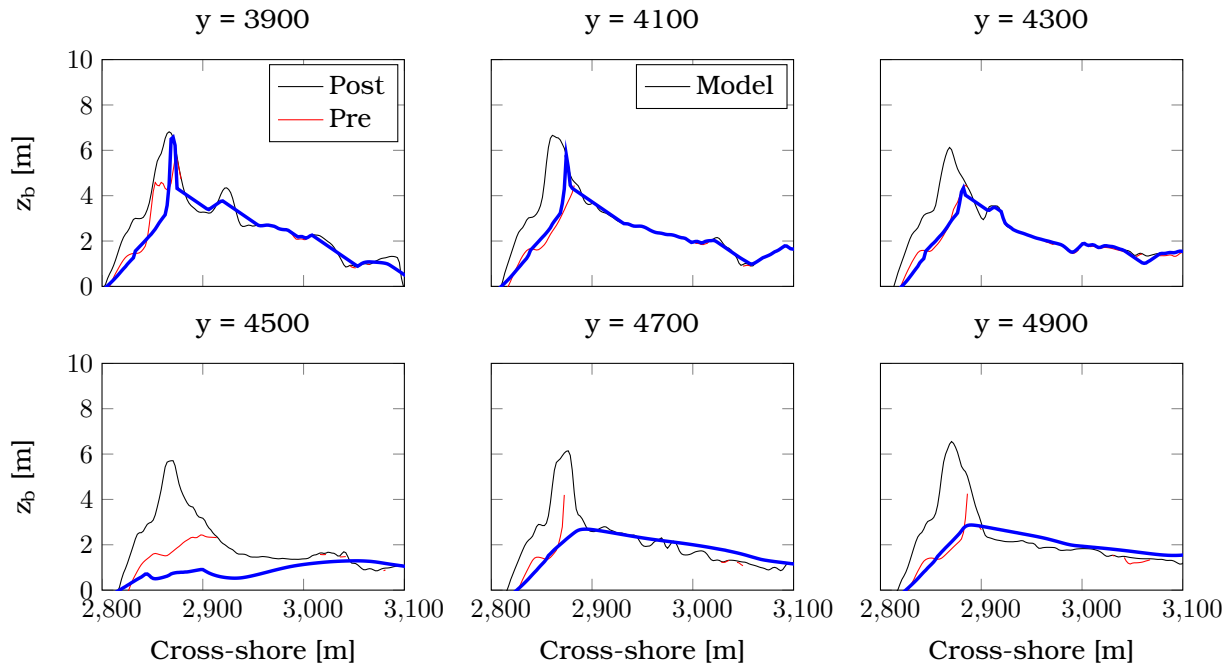 y = 3900
y = 4100
y = 4300
10
8
6
4
2
0
z_b [m]
Post
Pre
Model
y = 4500
y = 4700
y = 4900
10
8
6
4
2
0
z_b [m]
2,800 2,900 3,000 3,100
2,800 2,900 3,000 3,100
2,800 2,900 3,000 3,100
Cross-shore [m]
Cross-shore [m]
Cross-shore [m]